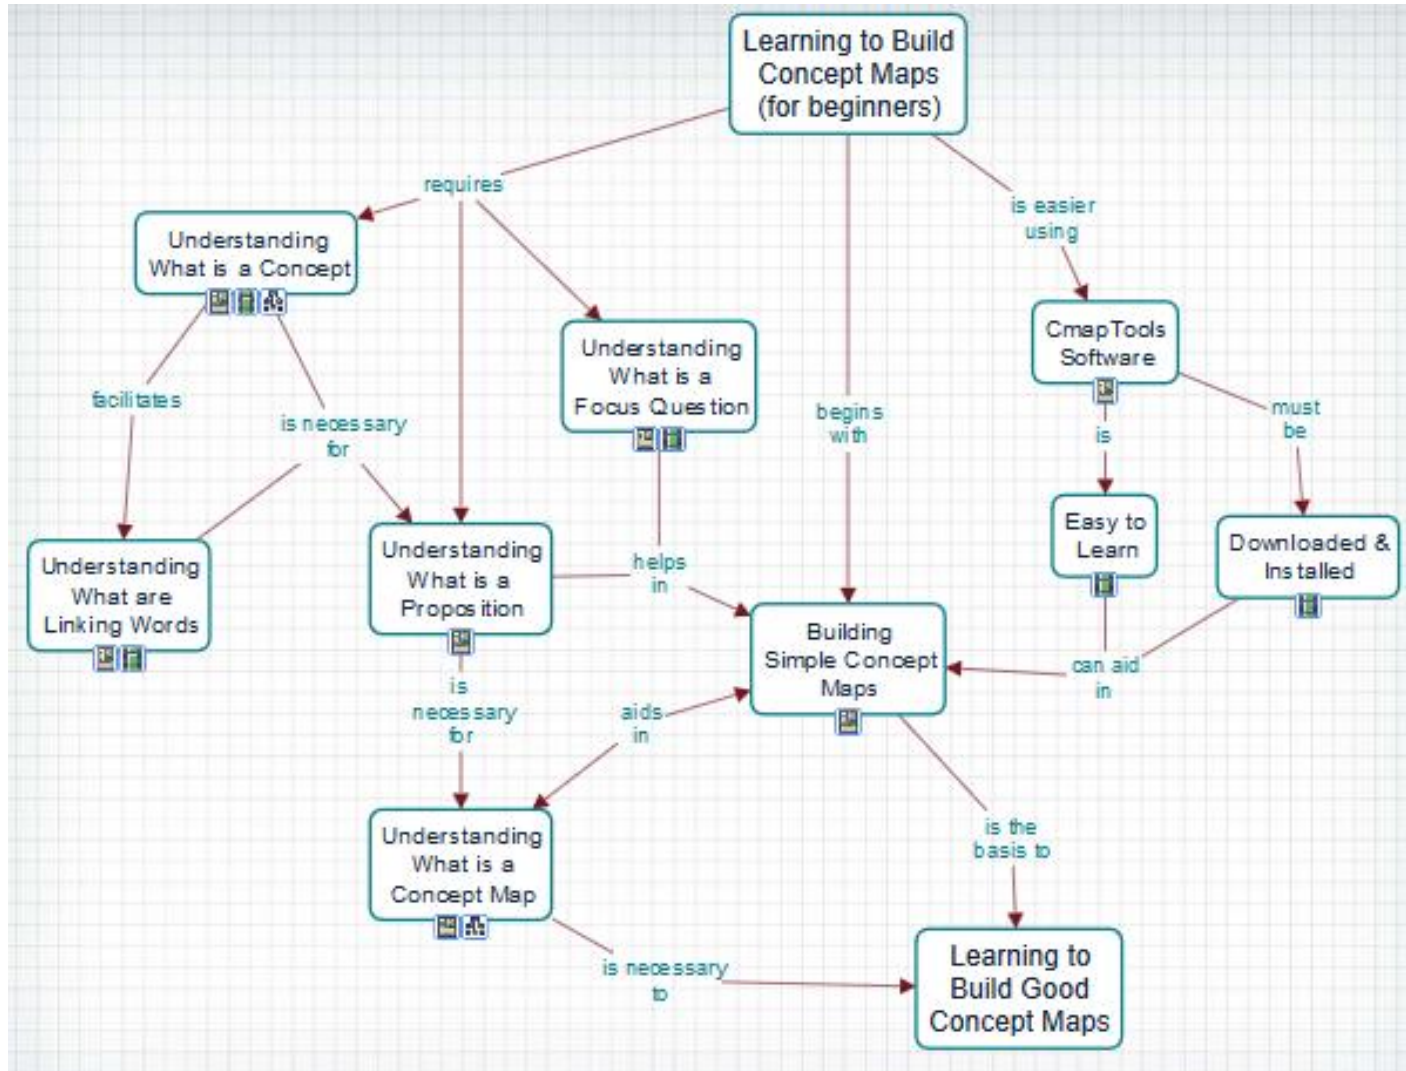 Learning to Build
Concept Maps
(for beginners)
requires
is easier
using
Understanding
What is a Concept
CmapTools
Software
Understanding
What is a
Focus Question
facilitates
is necessary
for
begins
with
is
must
be
Easy to
Learn
Downloaded &
Installed
Understanding
What are
Linking Words
Understanding
What is a
Proposition
helps
in
Building
Simple Concept
Maps
can aid
in
is
necessary
for
aids
in
Understanding
What is a
Concept Map
is the
basis to
is necessary
to
Learning to
Build Good
Concept Maps